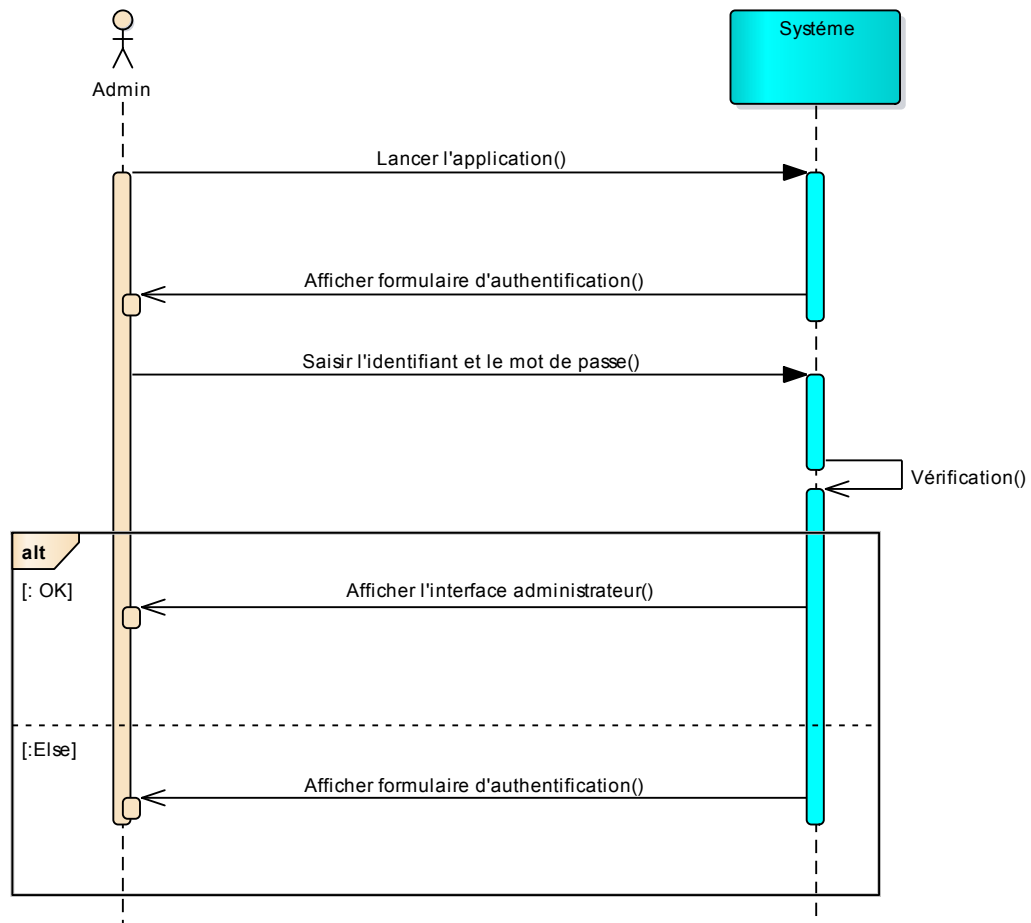 Systéme
Admin
Lancer l'application()
Afficher formulaire d'authentification()
Saisir l'identifiant et le mot de passe()
Vérification()
alt
[: OK]
Afficher l'interface administrateur()
[:Else]
Afficher formulaire d'authentification()